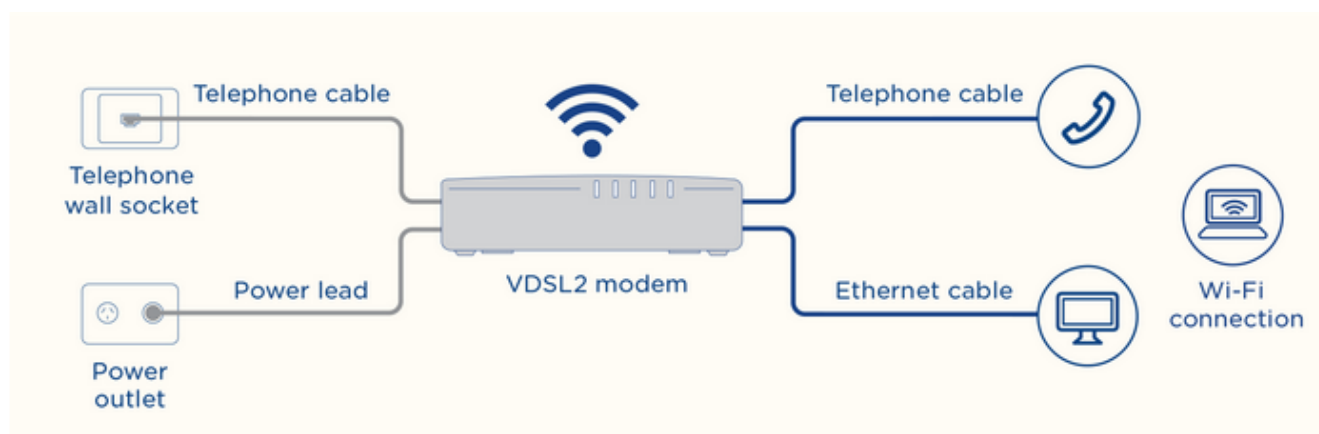 Telephone cable
Telephone
wall socket
Power lead
Power
outlet
VDSL2 modem
Telephone cable
Ethernet cable
Wi-Fi
connection